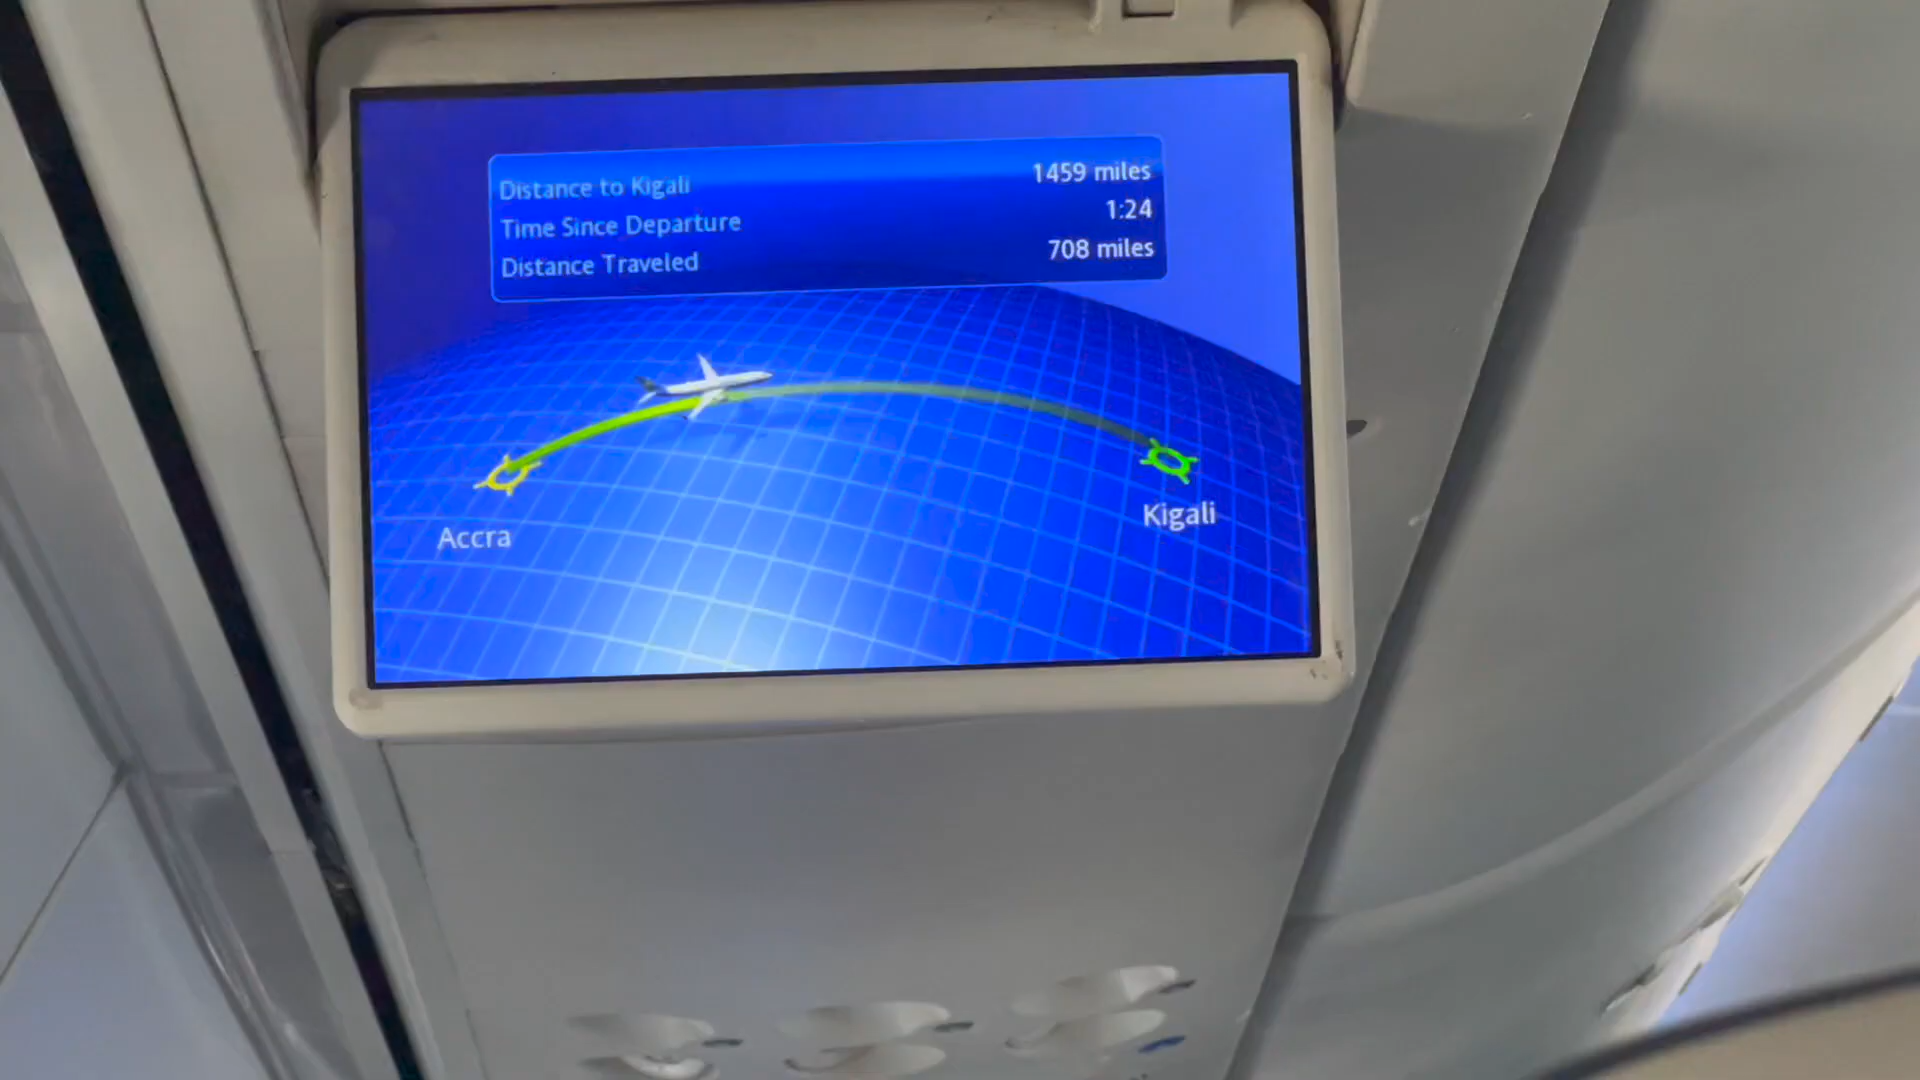 Distance to Kigali 1459 miles
Time Since Departure 1:24
Distance Traveled 708 miles
Accra
Kigali